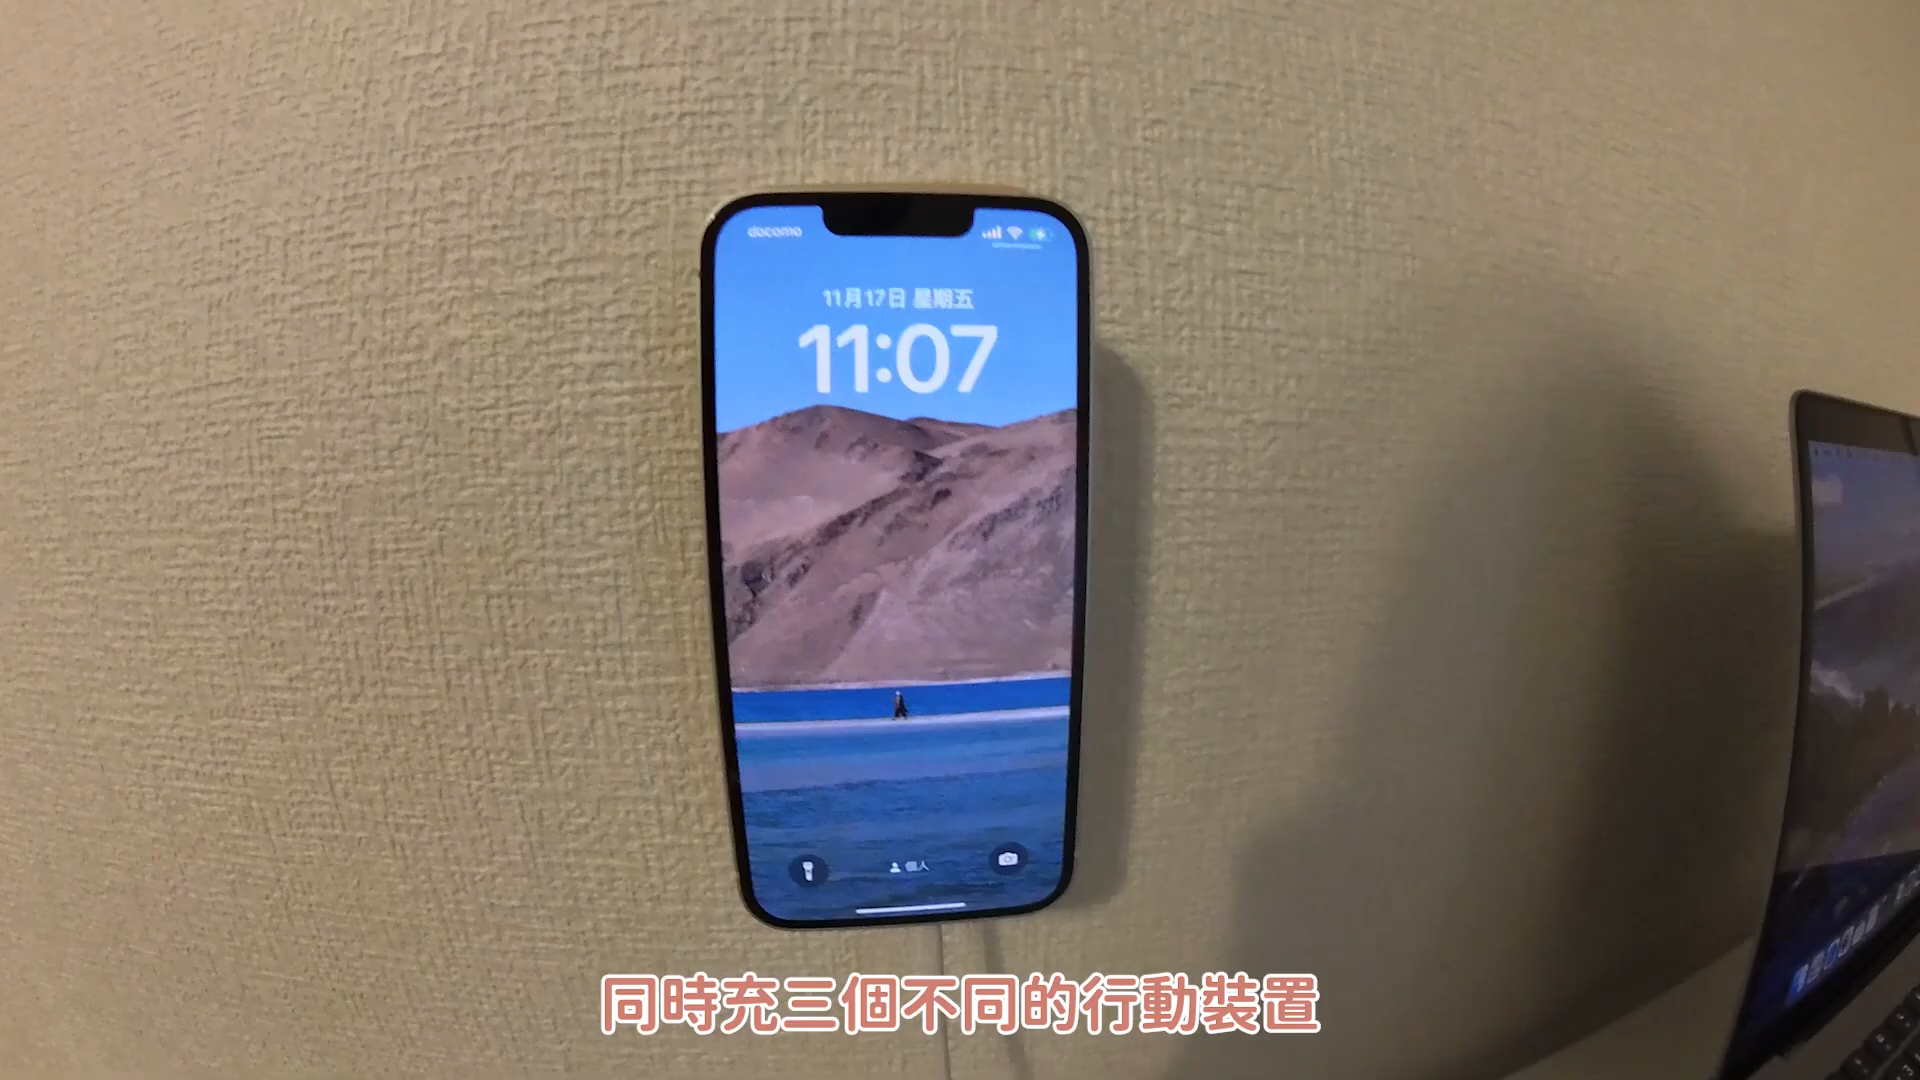 docomo
11月17日 星期五
11:07
個人
同時充三個不同的行動裝置